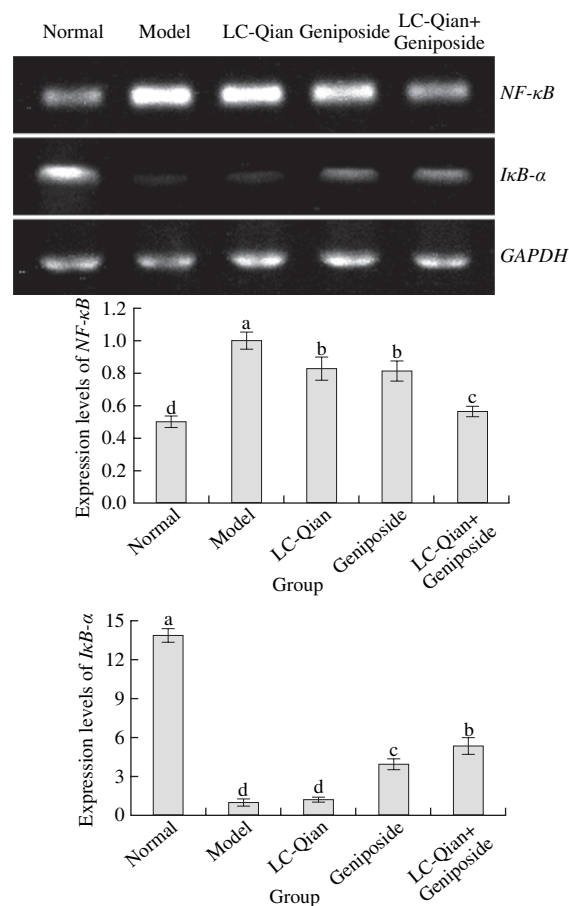 Normal Model LC-Qian Geniposide LC-Qian+
Geniposide
NF-κB
IκB-α
GAPDH
Expression levels of NF-κB
1.2
1.0
0.8
0.6
0.4
0.2
0.0
d
a
b
b
c
Normal
Model
LC-Qian
Geniposide
LC-Qian+
Geniposide
Group
Expression levels of IκB-α
15
12
9
6
3
0
a
d
d
c
b
Normal
Model
LC-Qian
Geniposide
LC-Qian+
Geniposide
Group